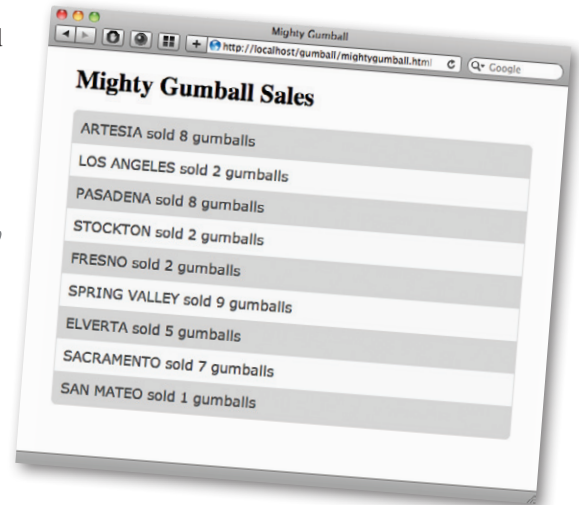 Mighty Gumball
http://localhost/gumball/mightygumball.html
Google
Mighty Gumball Sales
ARTESIA sold 8 gumballs
LOS ANGELES sold 2 gumballs
PASADENA sold 8 gumballs
STOCKTON sold 2 gumballs
FRESNO sold 2 gumballs
SPRING VALLEY sold 9 gumballs
ELVERTA sold 5 gumballs
SACRAMENTO sold 7 gumballs
SAN MATEO sold 1 gumballs